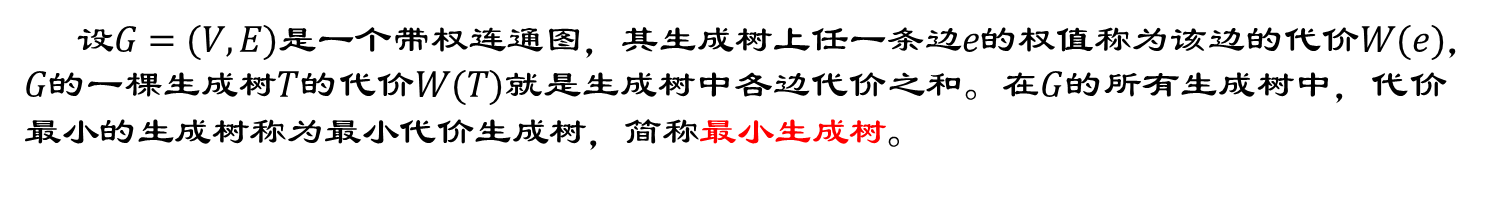 设G = (V, E)是一个带权连通图，其生成树上任一条边e的权值称为该边的代价W(e)，
G的一棵生成树T的代价W(T)就是生成树中各边代价之和。在G的所有生成树中，代价
最小的生成树称为最小代价生成树，简称最小生成树。